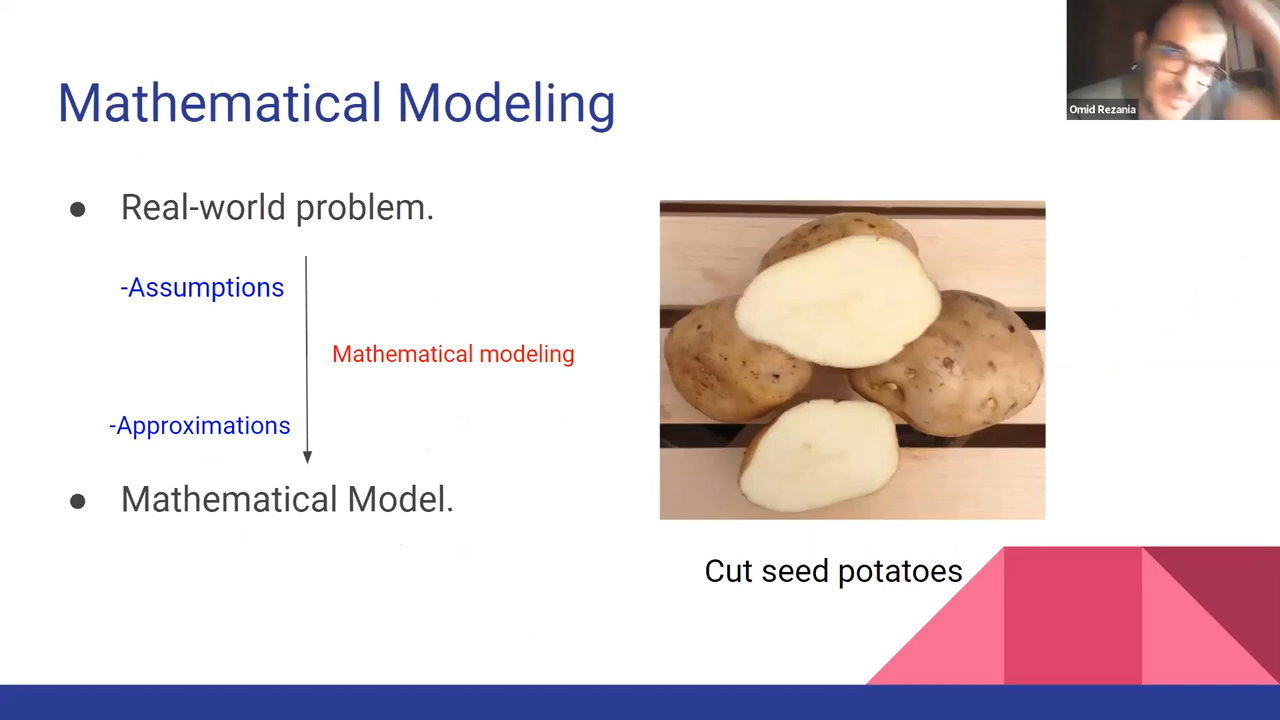 Omid Rezania
Mathematical Modeling
● Real-world problem.
-Assumptions
Mathematical modeling
-Approximations
● Mathematical Model.
Cut seed potatoes